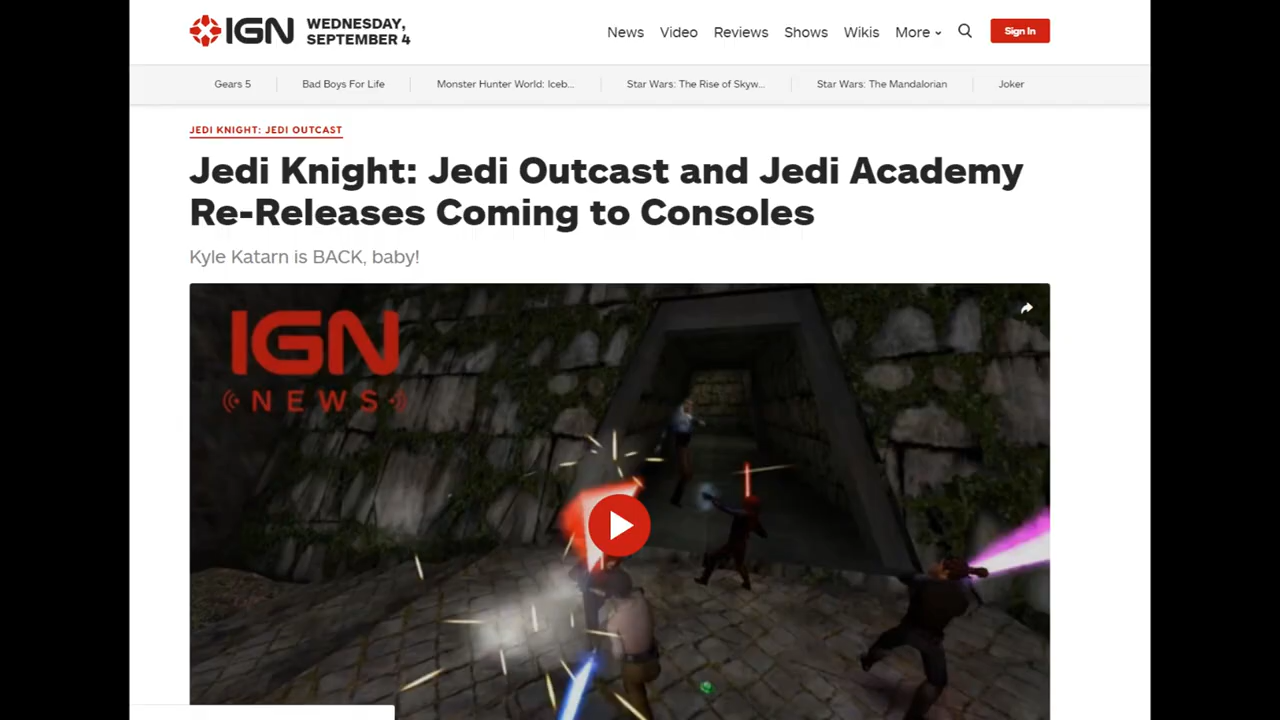 IGN
WEDNESDAY,
SEPTEMBER 4
News Video Reviews Shows Wikis More
Sign In
Gears 5 Bad Boys For Life Monster Hunter World: Iceb... Star Wars: The Rise of Skyw... Star Wars: The Mandalorian Joker
JEDI KNIGHT: JEDI OUTCAST
Jedi Knight: Jedi Outcast and Jedi Academy
Re-Releases Coming to Consoles
Kyle Katarn is BACK, baby!
IGN
NEWS